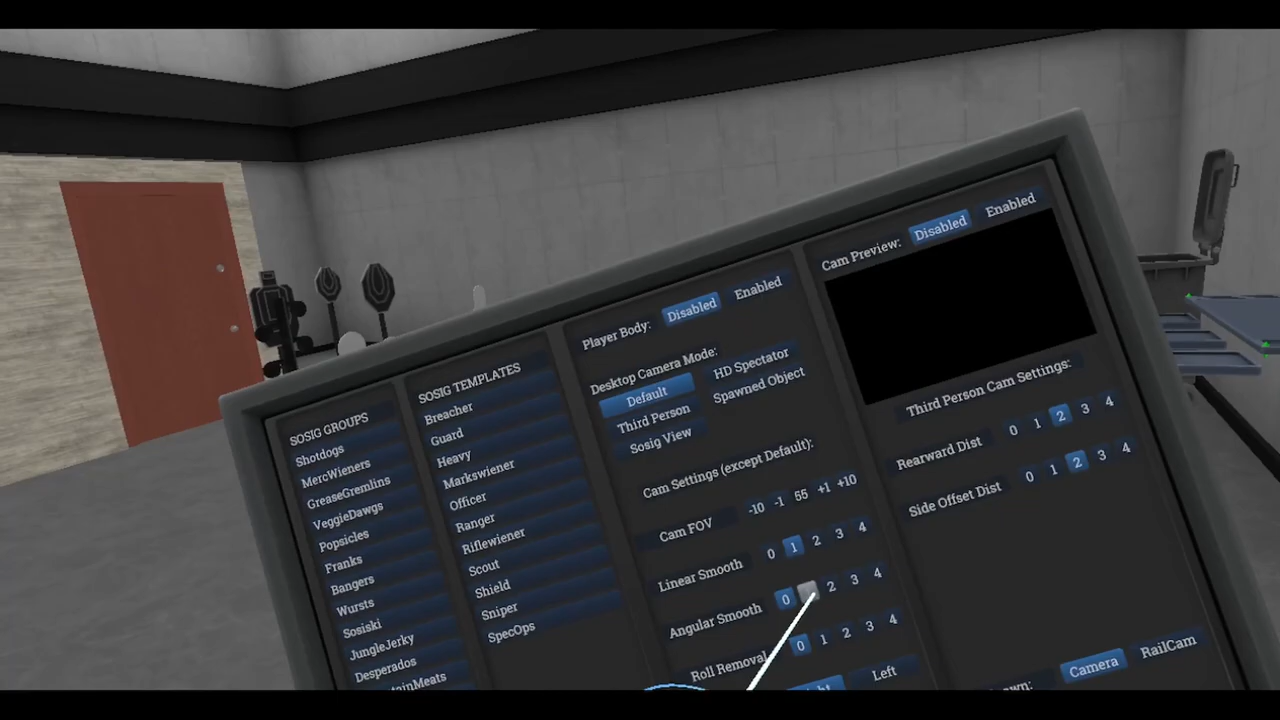 SOSIG GROUPS
Shotdogs
MercWieners
GreaseGremlins
VeggieDawgs
Popsicles
Franks
Bangers
Wursts
Sosiski
JungleJerky
Desperados
SOSIG TEMPLATES
Breacher
Guard
Heavy
Markswiener
Officer
Ranger
Riflewiener
Scout
Shield
Sniper
SpecOps
Player Body: Disabled Enabled
Desktop Camera Mode:
Default HD Spectator
Third Person Spawned Object
Sosig View
Cam Settings (except Default):
Cam FOV -10 -1 55 +1 +10
Linear Smooth 0 1 2 3 4
Angular Smooth 0 2 3 4
Roll Removal 0 1 2 3 4
Left
Cam Preview: Disabled Enabled
Third Person Cam Settings:
Rearward Dist 0 1 2 3 4
Side Offset Dist 0 1 2 3 4
Camera RailCam